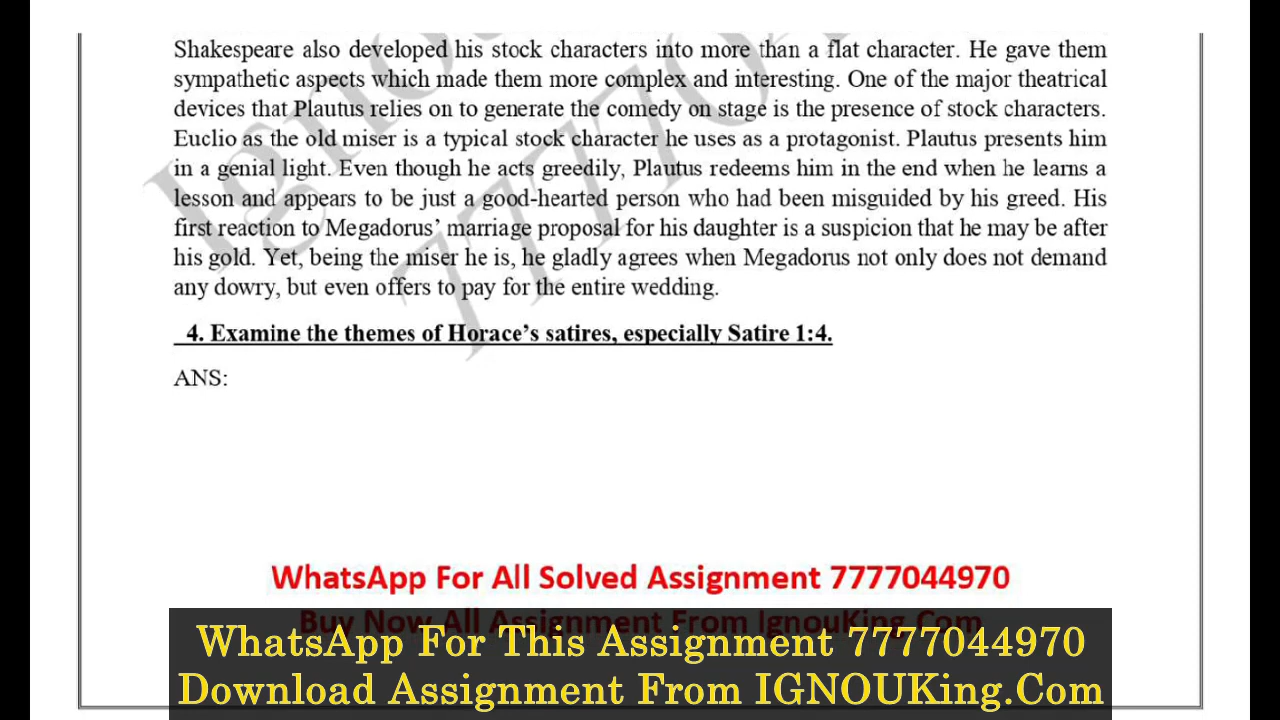 Shakespeare also developed his stock characters into more than a flat character. He gave them
sympathetic aspects which made them more complex and interesting. One of the major theatrical
devices that Plautus relies on to generate the comedy on stage is the presence of stock characters.
Euclio as the old miser is a typical stock character he uses as a protagonist. Plautus presents him
in a genial light. Even though he acts greedily, Plautus redeems him in the end when he learns a
lesson and appears to be just a good-hearted person who had been misguided by his greed. His
first reaction to Megadorus’ marriage proposal for his daughter is a suspicion that he may be after
his gold. Yet, being the miser he is, he gladly agrees when Megadorus not only does not demand
any dowry, but even offers to pay for the entire wedding.
4. Examine the themes of Horace’s satires, especially Satire 1:4.
ANS:
WhatsApp For All Solved Assignment 7777044970
Buy Now All Assignment From IgnouKing.Com
WhatsApp For This Assignment 7777044970
Download Assignment From IGNOUKing.Com